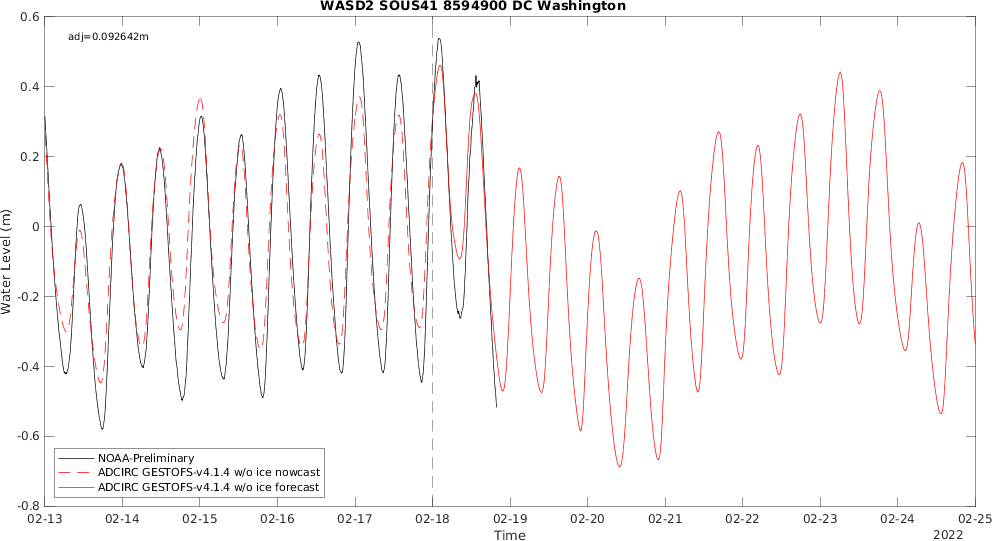 WASD2 SOUS41 8594900 DC Washington
adj=0.092642m
0.6
0.4
0.2
0
-0.2
-0.4
-0.6
-0.8
Water Level (m)
NOAA-Preliminary
ADCIRC GESTOFS-v4.1.4 w/o ice nowcast
ADCIRC GESTOFS-v4.1.4 w/o ice forecast
02-13 02-14 02-15 02-16 02-17 02-18 02-19 02-20 02-21 02-22 02-23 02-24 02-25
Time
2022